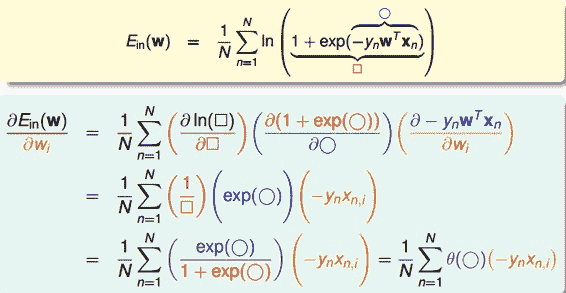 E_in(w) = 1/N ∑_{n=1}^{N} ln ( 1 + exp( −y_n w^T x_n ) ) ○ □
∂E_in(w)/∂w_i = 1/N ∑_{n=1}^{N} ( ∂ ln(□)/∂□ ) ( ∂(1 + exp(○))/∂○ ) ( ∂ − y_n w^T x_n/∂w_i )
= 1/N ∑_{n=1}^{N} ( 1/□ ) ( exp(○) ) ( −y_n x_{n,i} )
= 1/N ∑_{n=1}^{N} ( exp(○)/(1 + exp(○)) ) ( −y_n x_{n,i} ) = 1/N ∑_{n=1}^{N} θ(○) ( −y_n x_{n,i} )